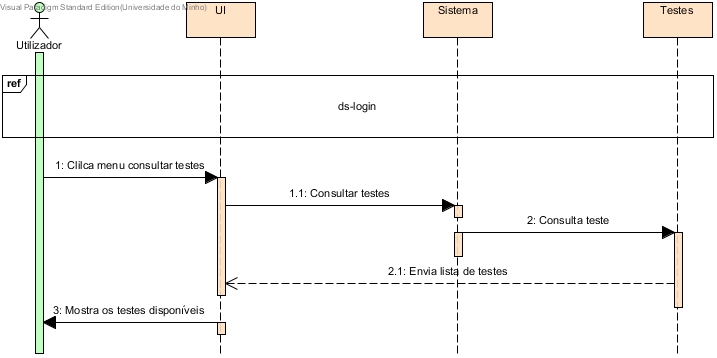 Visual Paradigm Standard Edition(Universidade do Minho)
UI
Sistema
Testes
Utilizador
ref
ds-login
1: Clilca menu consultar testes
1.1: Consultar testes
2: Consulta teste
2.1: Envia lista de testes
3: Mostra os testes disponíveis